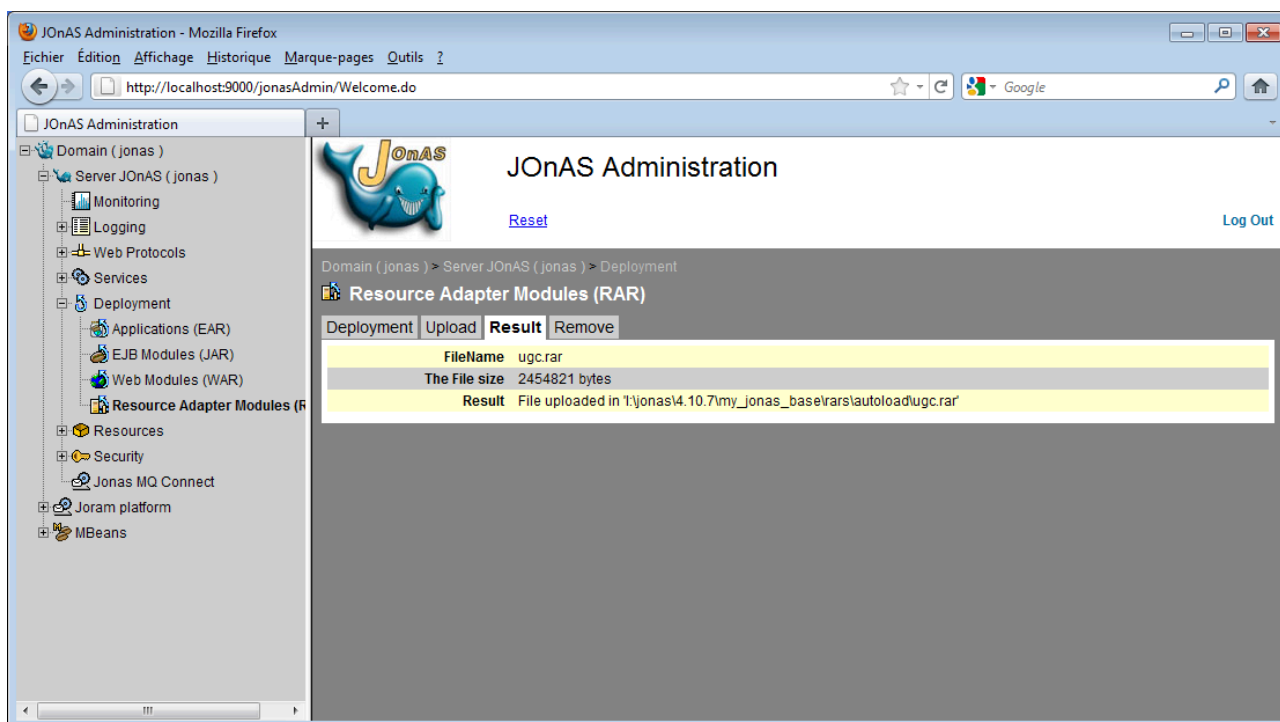 JOnAS Administration - Mozilla Firefox
Fichier Édition Affichage Historique Marque-pages Outils ?
http://localhost:9000/jonasAdmin/Welcome.do Google
JOnAS Administration +
Domain ( jonas )
Server JOnAS ( jonas )
Monitoring
Logging
Web Protocols
Services
Deployment
Applications (EAR)
EJB Modules (JAR)
Web Modules (WAR)
Resource Adapter Modules (R
Resources
Security
Jonas MQ Connect
Joram platform
MBeans
JOnAS
JOnAS Administration
Reset Log Out
Domain ( jonas ) > Server JOnAS ( jonas ) > Deployment
Resource Adapter Modules (RAR)
Deployment Upload Result Remove
FileName ugc.rar
The File size 2454821 bytes
Result File uploaded in 'I:\jonas\4.10.7\my_jonas_base\rars\autoload\ugc.rar'